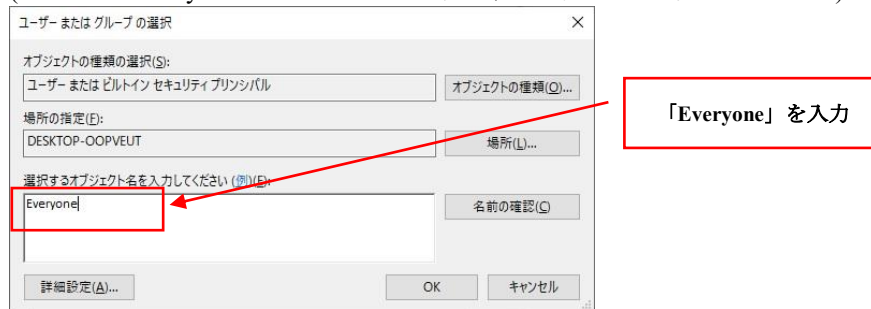 ユーザー または グループ の選択
オブジェクトの種類の選択(S):
ユーザー または ビルトイン セキュリティ プリンシパル
オブジェクトの種類(O)...
場所の指定(F):
DESKTOP-OOPVEUT
場所(L)...
選択するオブジェクト名を入力してください (例)(E):
Everyone
名前の確認(C)
詳細設定(A)...
OK
キャンセル
「Everyone」を入力